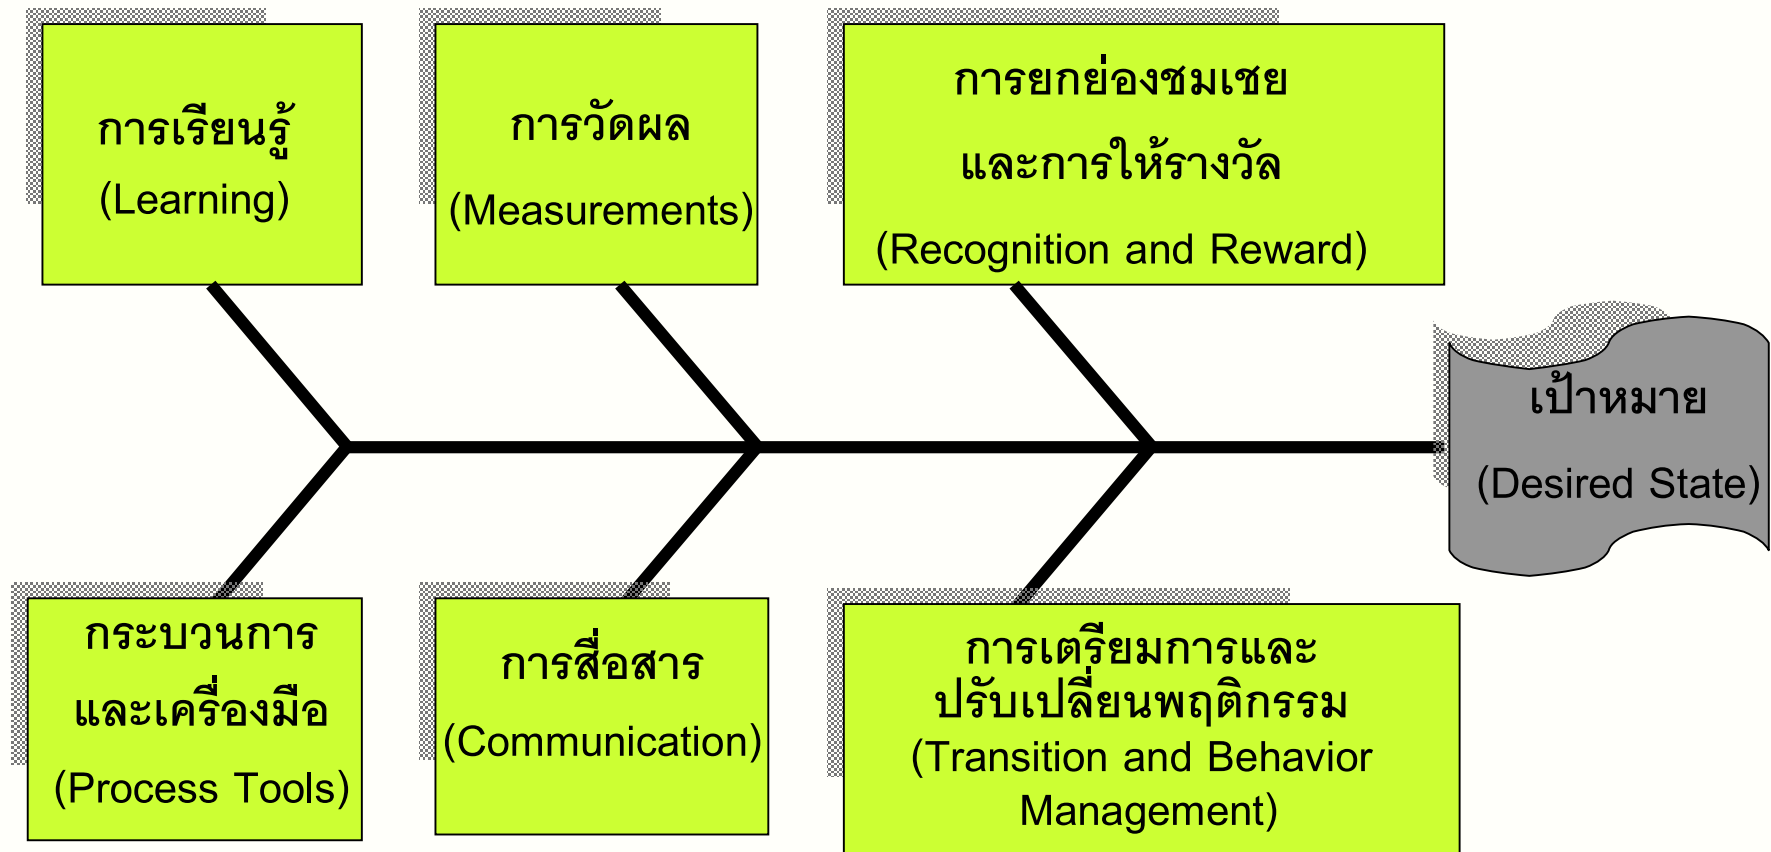 การเรียนรู้
(Learning)
การวัดผล
(Measurements)
การยกย่องชมเชย
และการให้รางวัล
(Recognition and Reward)
เป้าหมาย
(Desired State)
กระบวนการ
และเครื่องมือ
(Process Tools)
การสื่อสาร
(Communication)
การเตรียมการและ
ปรับเปลี่ยนพฤติกรรม
(Transition and Behavior
Management)